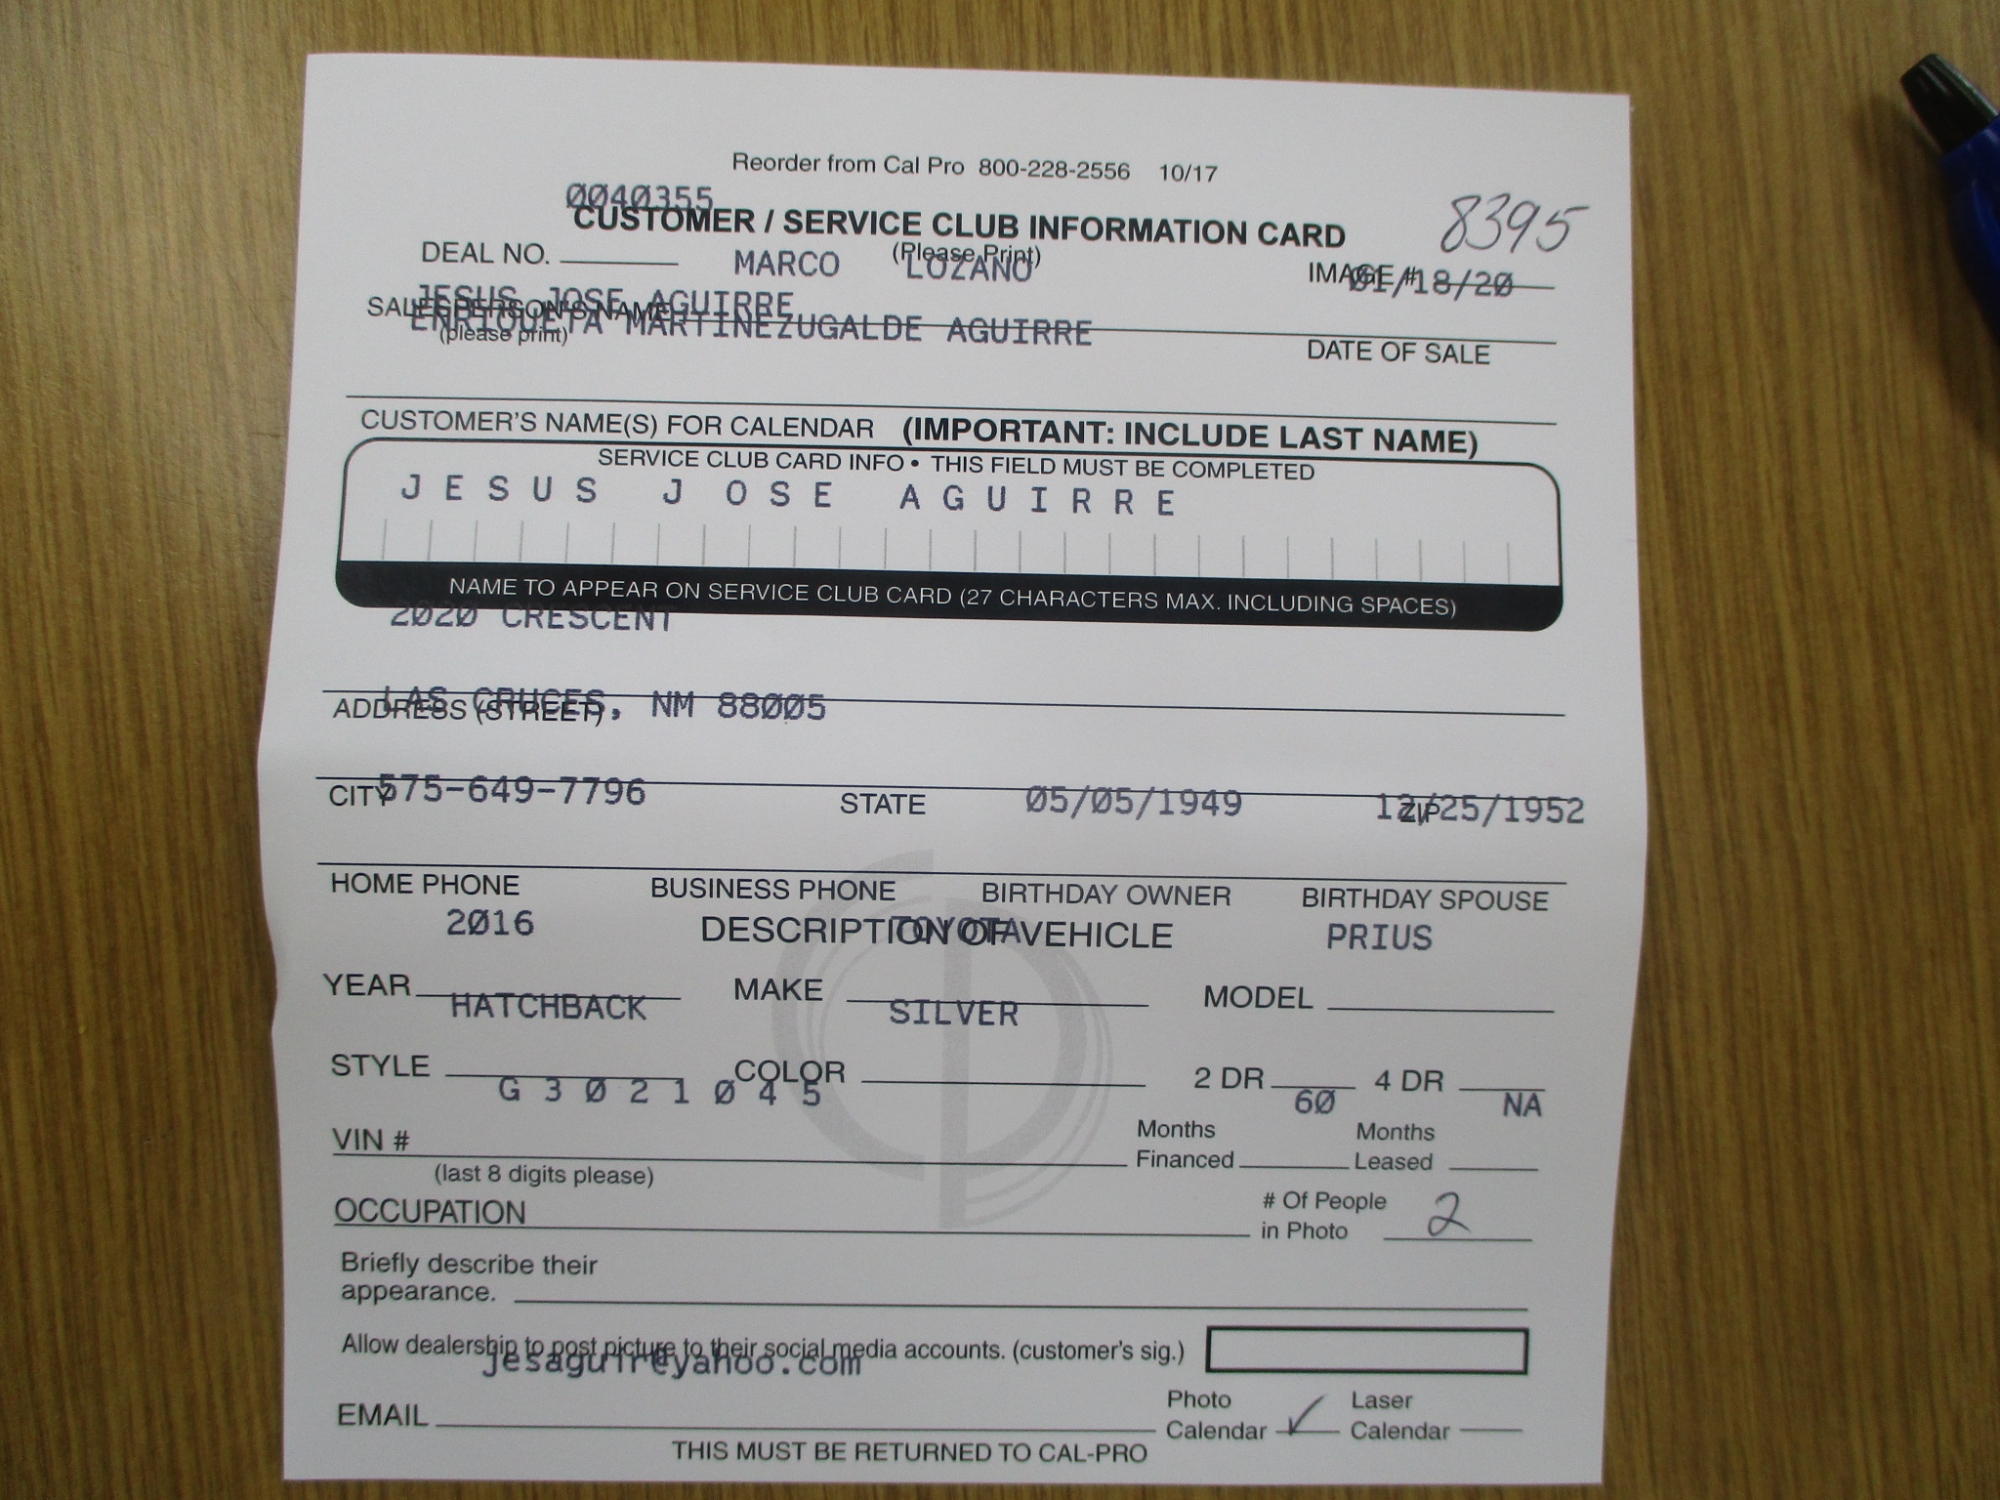 Reorder from Cal Pro 800-228-2556 10/17
0040355
CUSTOMER / SERVICE CLUB INFORMATION CARD
8395
DEAL NO. MARCO LOZANO (Please Print) IMAGE #
01/18/20
JESUS JOSE AGUIRRE
SALESPERSON'S NAME
ENRIQUETA MARTINEZUGALDE AGUIRRE
(please print)
DATE OF SALE
CUSTOMER'S NAME(S) FOR CALENDAR (IMPORTANT: INCLUDE LAST NAME)
SERVICE CLUB CARD INFO • THIS FIELD MUST BE COMPLETED
JESUS JOSE AGUIRRE
NAME TO APPEAR ON SERVICE CLUB CARD (27 CHARACTERS MAX. INCLUDING SPACES)
2020 CRESCENT
LAS CRUCES, NM 88005
ADDRESS (STREET)
575-649-7796 05/05/1949 12/25/1952
CITY STATE ZIP
HOME PHONE BUSINESS PHONE BIRTHDAY OWNER BIRTHDAY SPOUSE
2016 TOYOTA PRIUS
DESCRIPTION OF VEHICLE
YEAR MAKE MODEL
HATCHBACK SILVER
STYLE COLOR 2 DR 4 DR
G3021045 60 NA
VIN # Months Financed Months Leased
(last 8 digits please)
OCCUPATION # Of People in Photo 2
Briefly describe their
appearance.
Allow dealership to post picture to their social media accounts. (customer's sig.)
jesaguir@yahoo.com
EMAIL Photo Calendar ✓ Laser Calendar
THIS MUST BE RETURNED TO CAL-PRO